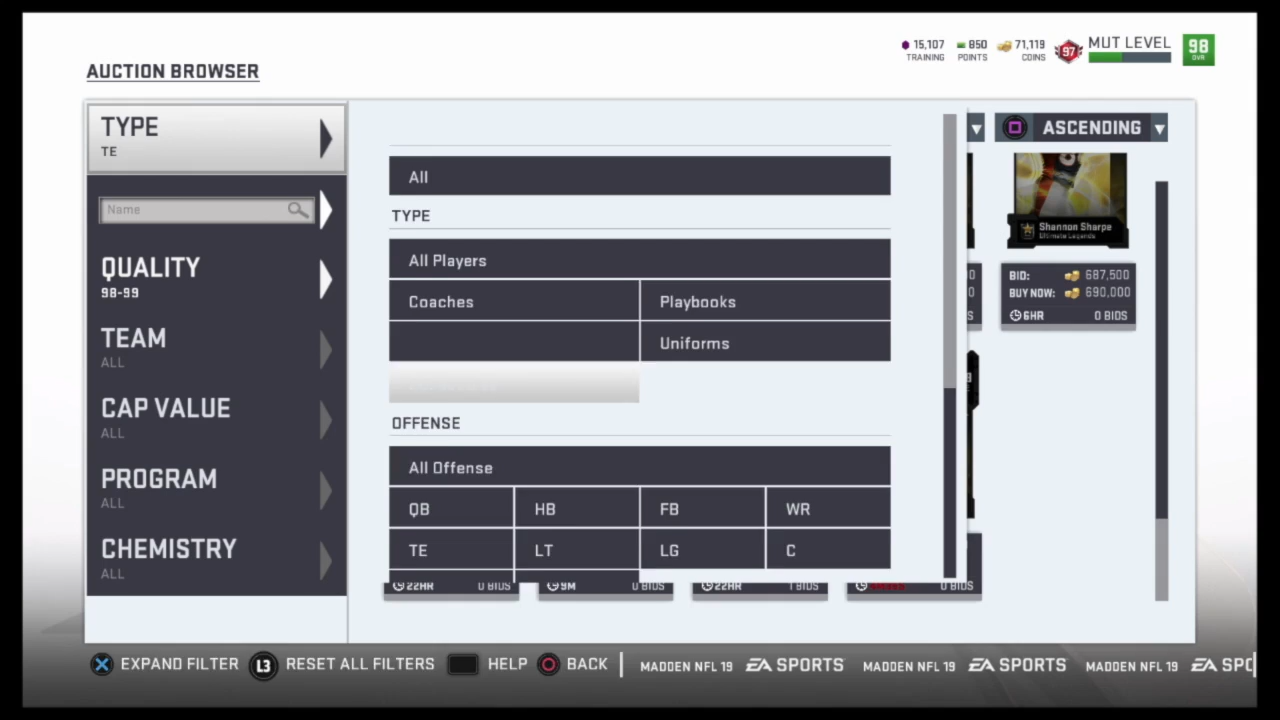 15,107 TRAINING
850 POINTS
71,119 COINS
97
MUT LEVEL
98 OVR
AUCTION BROWSER
TYPE
TE
Name
QUALITY
98-99
TEAM
ALL
CAP VALUE
ALL
PROGRAM
ALL
CHEMISTRY
ALL
All
TYPE
All Players
Coaches
Playbooks
Uniforms
OFFENSE
All Offense
QB
HB
FB
WR
TE
LT
LG
C
22HR
0 BIDS
9M
0 BIDS
22HR
1 BIDS
0 BIDS
ASCENDING
Shannon Sharpe
Ultimate Legends
BID: 687,500
BUY NOW: 690,000
6HR
0 BIDS
EXPAND FILTER
L3 RESET ALL FILTERS
HELP
BACK
MADDEN NFL 19 EA SPORTS MADDEN NFL 19 EA SPORTS MADDEN NFL 19 EA SPO